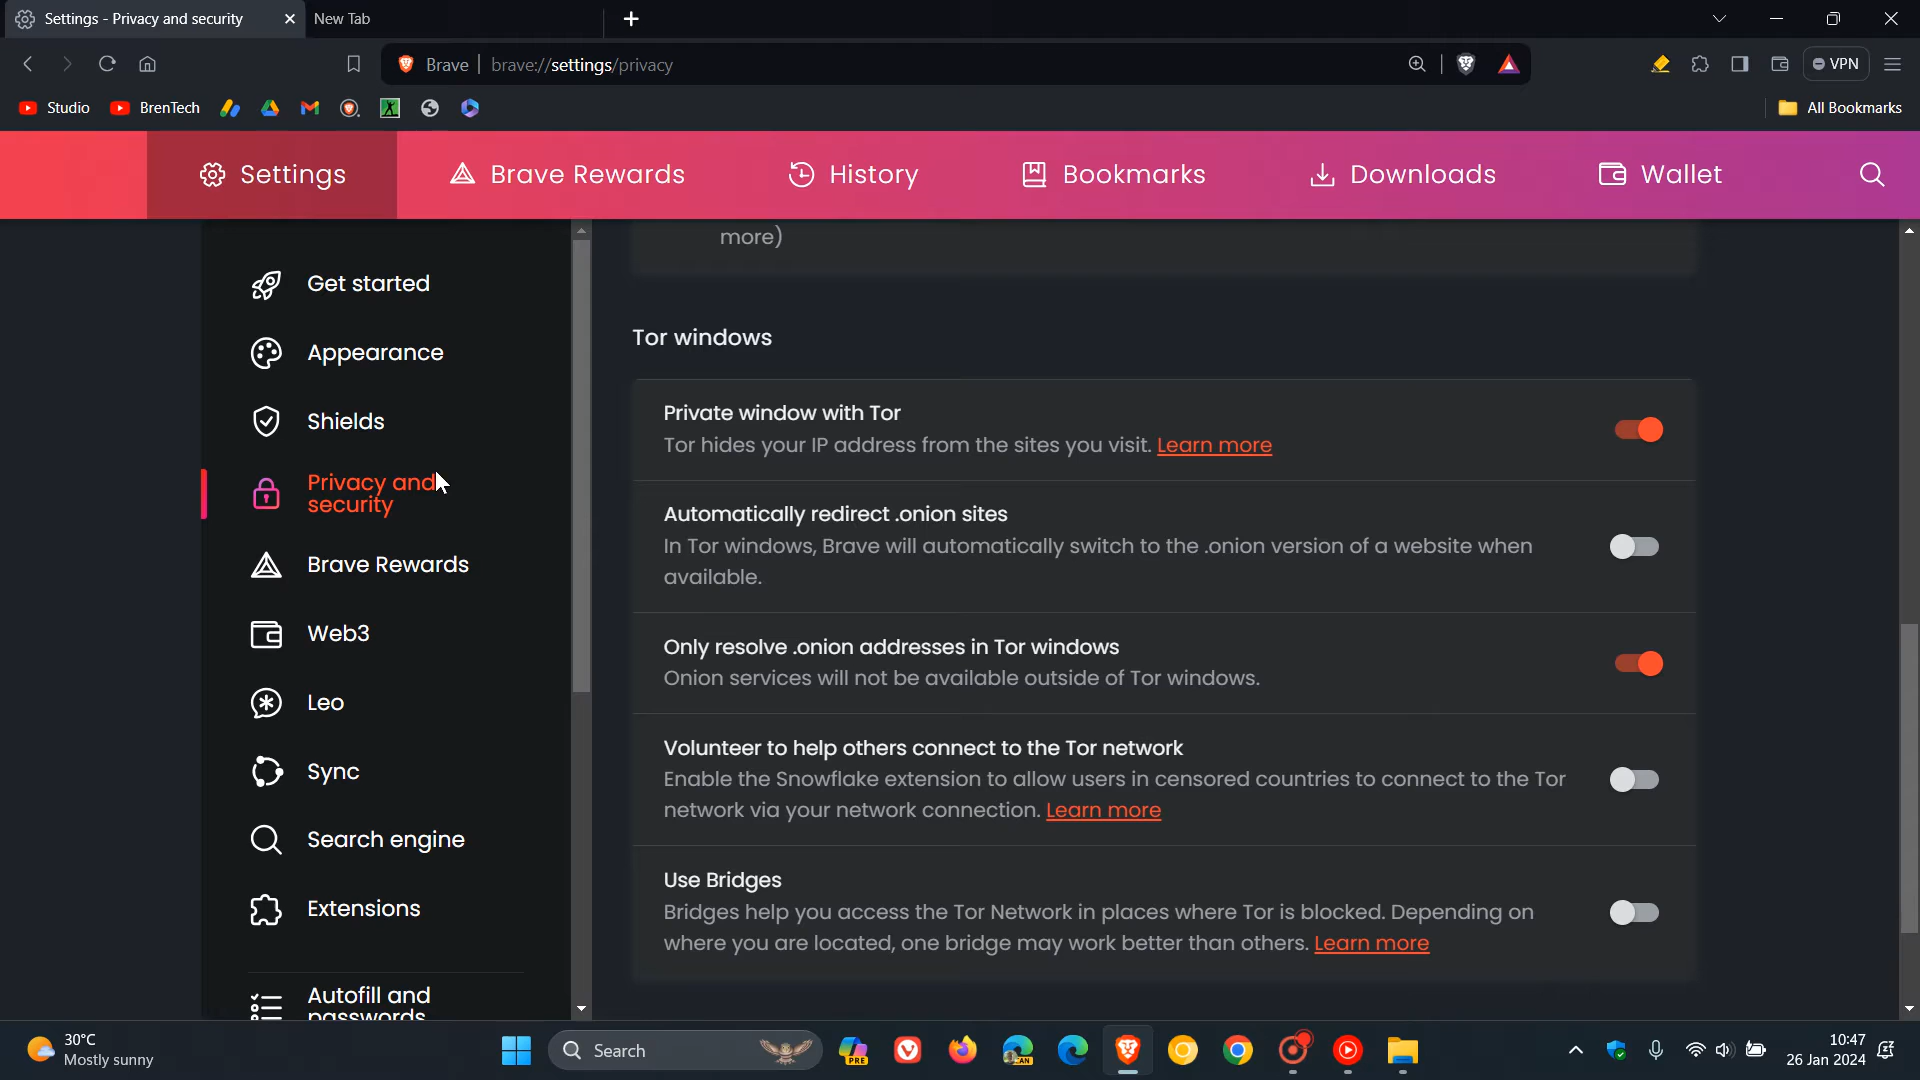 Settings - Privacy and security
New Tab
Brave
brave://settings/privacy
VPN
Studio
BrenTech
All Bookmarks
Settings
Brave Rewards
History
Bookmarks
Downloads
Wallet
Get started
Appearance
Shields
Privacy and
security
Brave Rewards
Web3
Leo
Sync
Search engine
Extensions
Autofill and
passwords
more)
Tor windows
Private window with Tor
Tor hides your IP address from the sites you visit. Learn more
Automatically redirect .onion sites
In Tor windows, Brave will automatically switch to the .onion version of a website when
available.
Only resolve .onion addresses in Tor windows
Onion services will not be available outside of Tor windows.
Volunteer to help others connect to the Tor network
Enable the Snowflake extension to allow users in censored countries to connect to the Tor
network via your network connection. Learn more
Use Bridges
Bridges help you access the Tor Network in places where Tor is blocked. Depending on
where you are located, one bridge may work better than others. Learn more
30°C
Mostly sunny
Search
PRE
CAN
10:47
26 Jan 2024